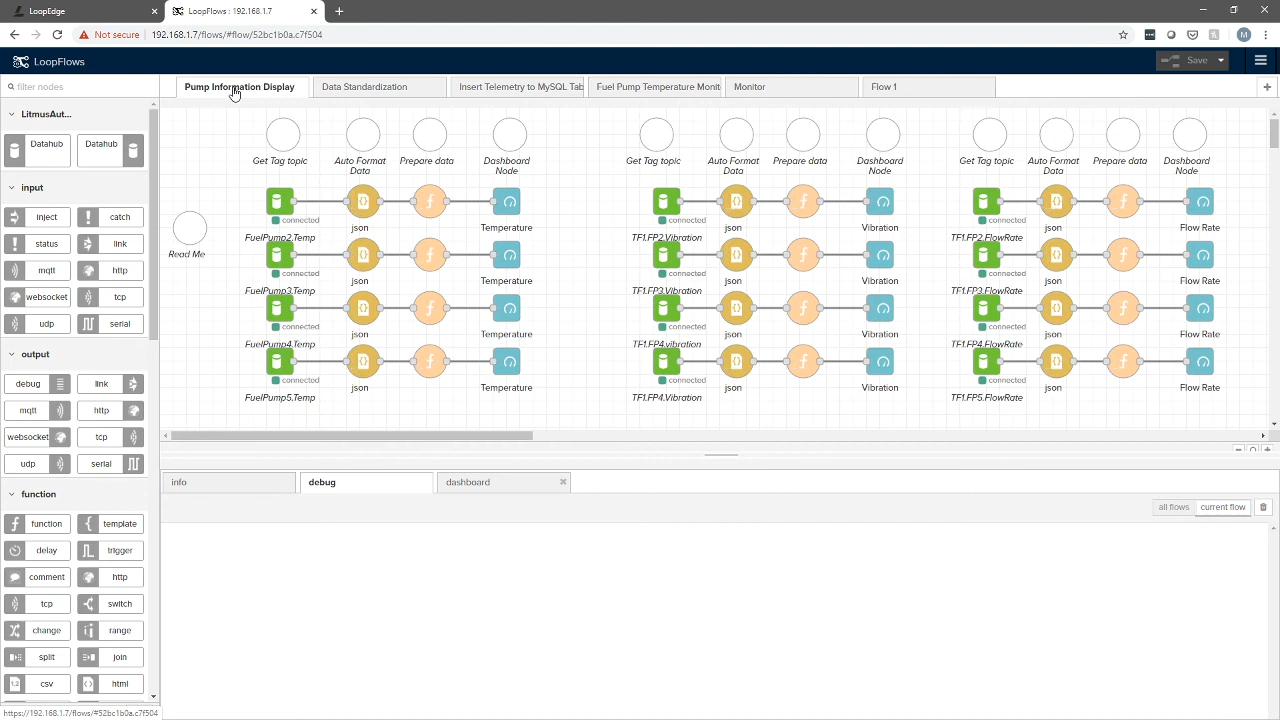 LoopEdge
LoopFlows : 192.168.1.7
Not secure
192.168.1.7/flows/#flow/52bc1b0a.c7f504
M
LoopFlows
Save
filter nodes
Pump Information Display
Data Standardization
Insert Telemetry to MySQL Tab
Fuel Pump Temperature Monit
Monitor
Flow 1
LitmusAut...
Datahub
Datahub
input
inject
catch
status
link
mqtt
http
websocket
tcp
udp
serial
output
debug
link
mqtt
http
websocket
tcp
udp
serial
function
function
template
delay
trigger
comment
http
tcp
switch
change
range
split
join
csv
html
Read Me
Get Tag topic
Auto Format Data
Prepare data
Dashboard Node
connected
FuelPump2.Temp
json
Temperature
connected
FuelPump3.Temp
json
Temperature
connected
FuelPump4.Temp
json
Temperature
connected
FuelPump5.Temp
json
Temperature
Get Tag topic
Auto Format Data
Prepare data
Dashboard Node
connected
TF1.FP2.Vibration
json
Vibration
connected
TF1.FP3.Vibration
json
Vibration
connected
TF1.FP4.vibration
json
Vibration
connected
TF1.FP4.Vibration
json
Vibration
Get Tag topic
Auto Format Data
Prepare data
Dashboard Node
connected
TF1.FP2.FlowRate
json
Flow Rate
connected
TF1.FP3.FlowRate
json
Flow Rate
connected
TF1.FP4.FlowRate
json
Flow Rate
connected
TF1.FP5.FlowRate
json
Flow Rate
info
debug
dashboard
all flows
current flow
https://192.168.1.7/flows/#52bc1b0a.c7f504